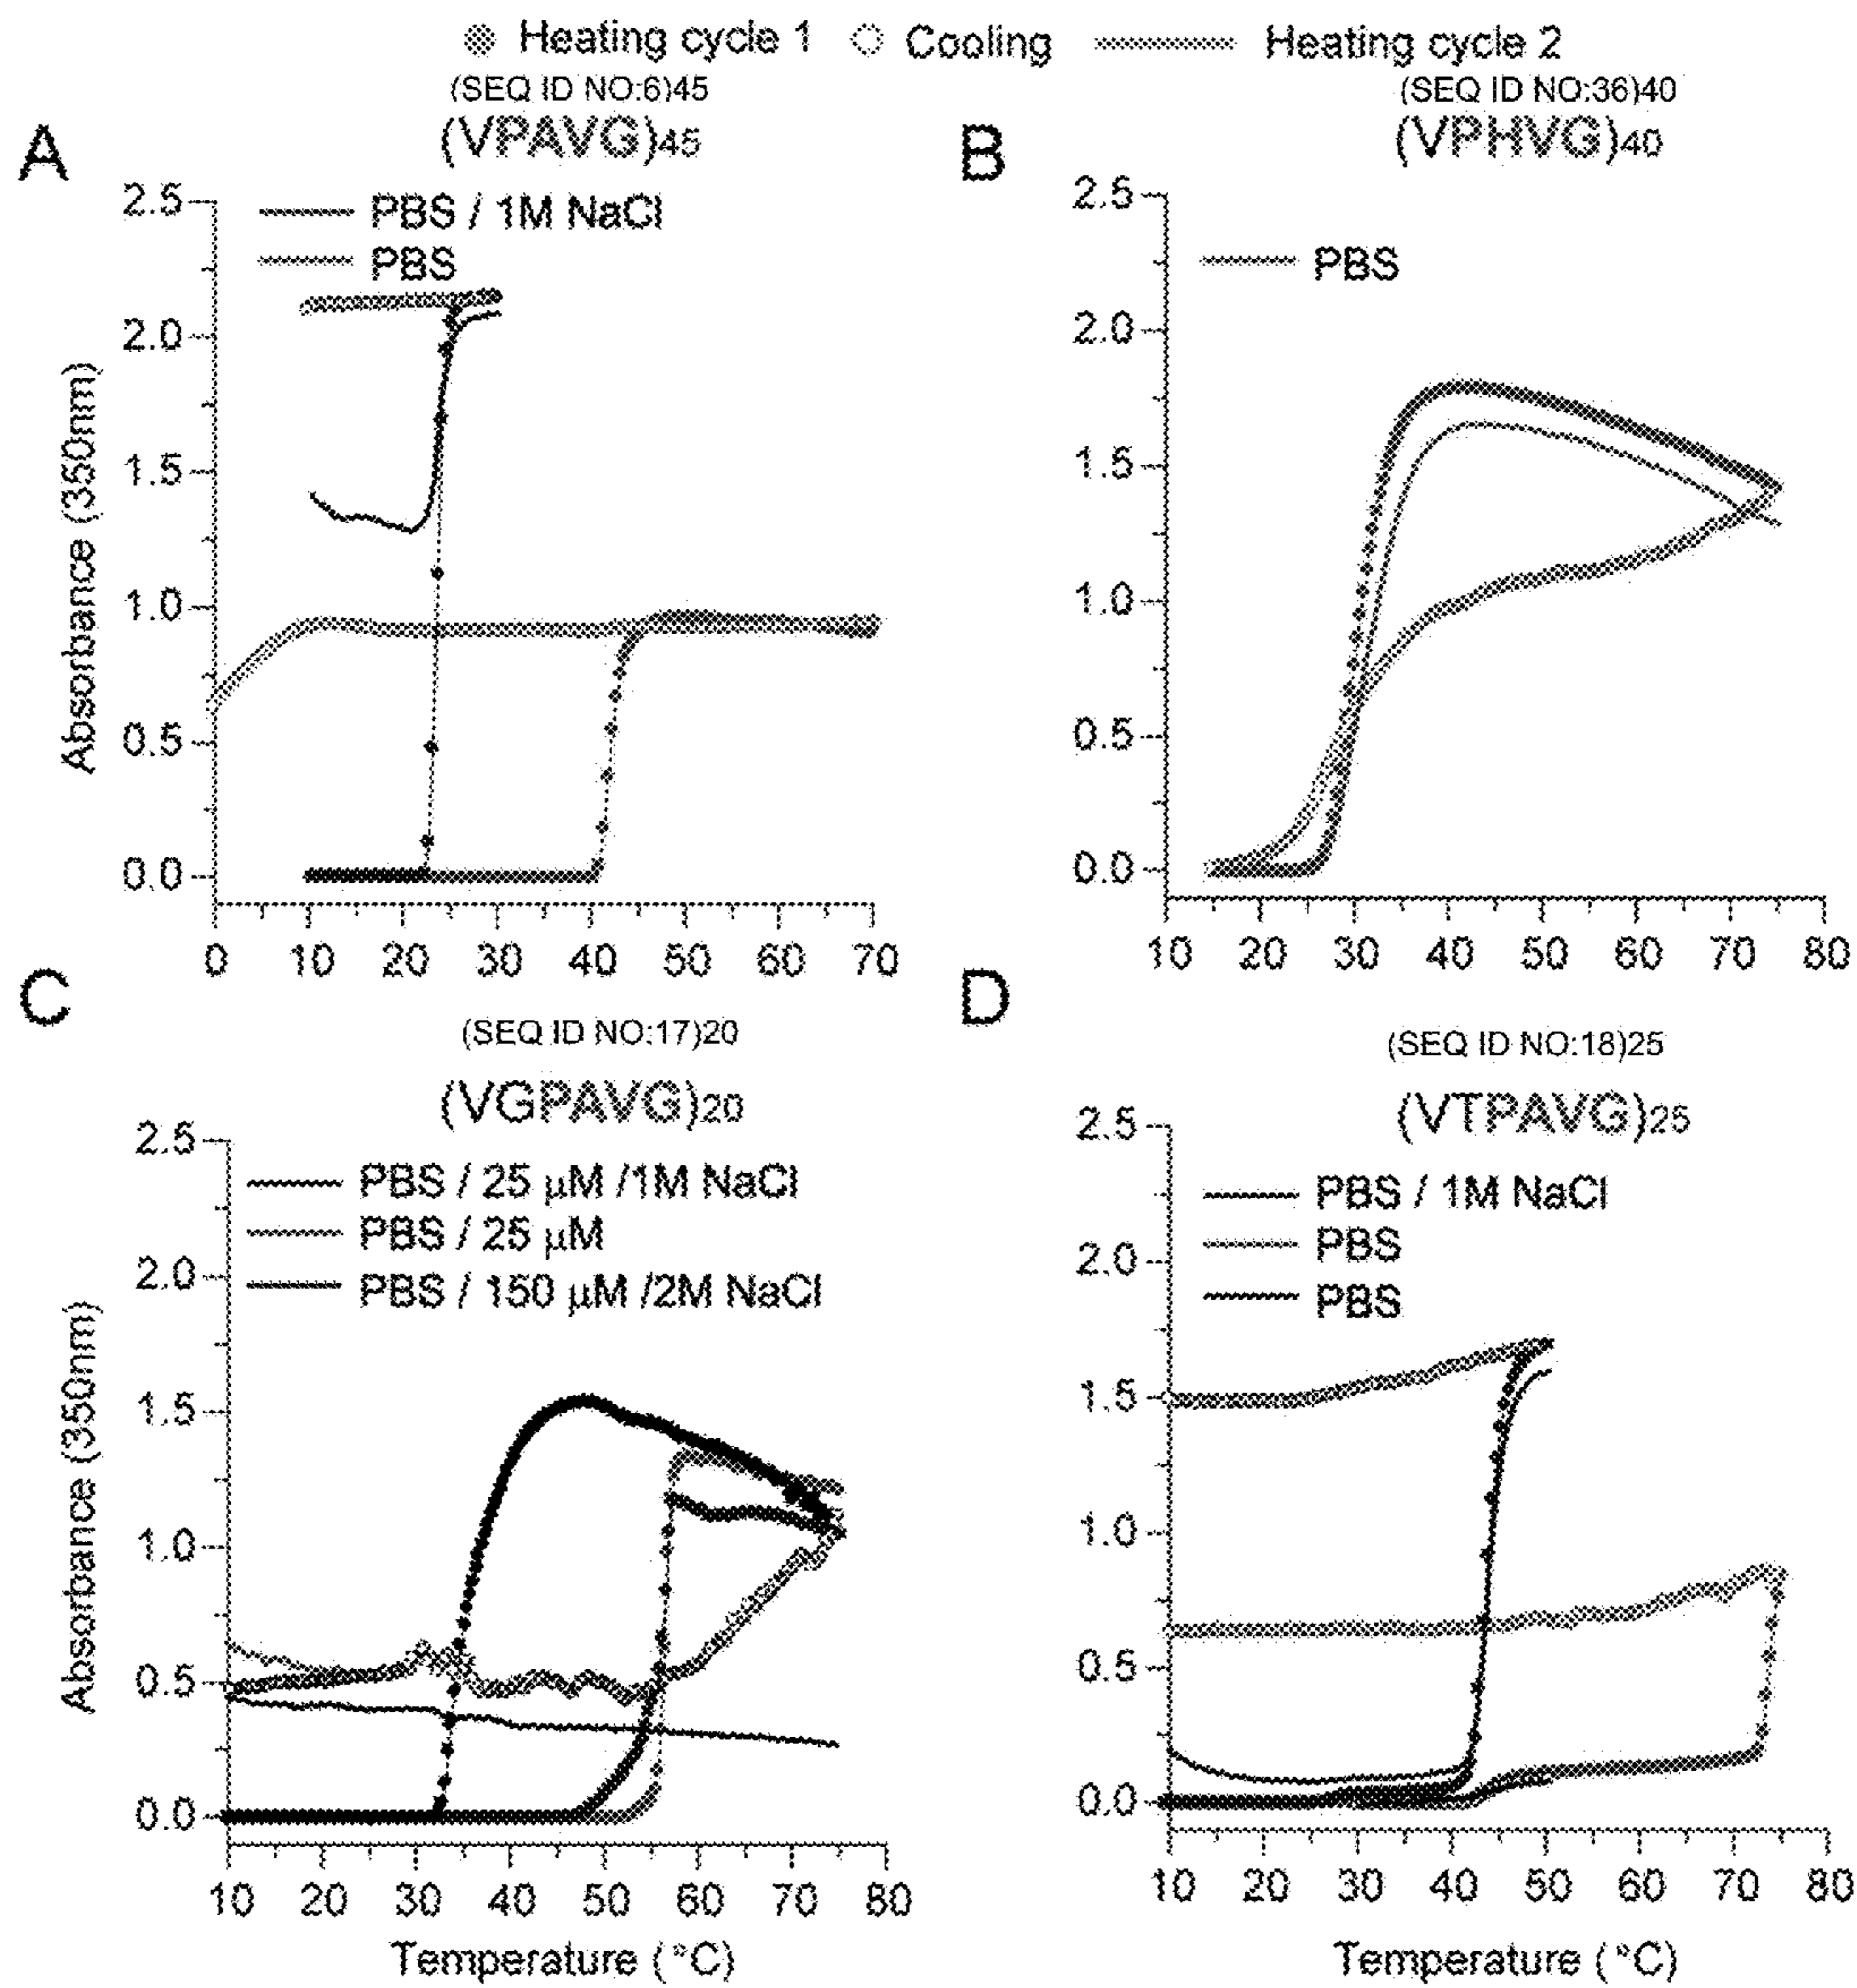 Heating cycle 1 Cooling Heating cycle 2
(SEQ ID NO:6)45
A (VPAVG)45
PBS / 1M NaCl
PBS
Absorbance (350nm)
2.5
2.0
1.5
1.0
0.5
0.0
0 10 20 30 40 50 60 70
(SEQ ID NO:36)40
B (VPHVG)40
PBS
2.5
2.0
1.5
1.0
0.5
0.0
10 20 30 40 50 60 70 80
C
(SEQ ID NO:17)20
(VGPAVG)20
PBS / 25 μM /1M NaCl
PBS / 25 μM
PBS / 150 μM /2M NaCl
Absorbance (350nm)
2.5
2.0
1.5
1.0
0.5
0.0
10 20 30 40 50 60 70 80
Temperature (°C)
D
(SEQ ID NO:18)25
(VTPAVG)25
PBS / 1M NaCl
PBS
PBS
2.5
2.0
1.5
1.0
0.5
0.0
10 20 30 40 50 60 70 80
Temperature (°C)